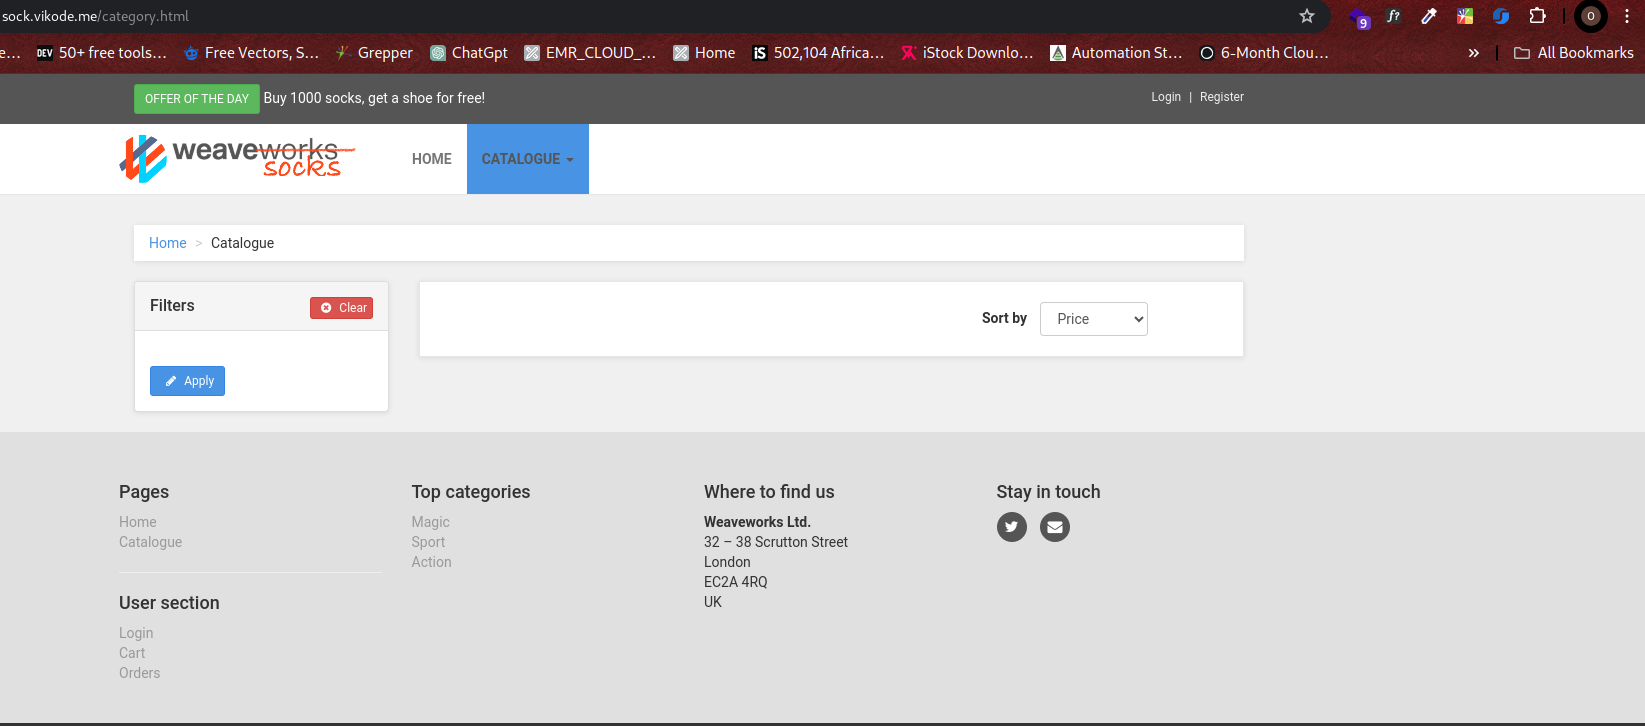 sock.vikode.me/category.html
9
f?
O
e...
DEV 50+ free tools...
Free Vectors, S...
Grepper
ChatGpt
EMR_CLOUD_...
Home
iS 502,104 Africa...
iStock Downlo...
Automation St...
6-Month Clou...
»
All Bookmarks
OFFER OF THE DAY Buy 1000 socks, get a shoe for free!
Login | Register
weaveworks
socks
HOME
CATALOGUE
Home > Catalogue
Filters
Clear
Apply
Sort by
Price
Pages
Home
Catalogue
User section
Login
Cart
Orders
Top categories
Magic
Sport
Action
Where to find us
Weaveworks Ltd.
32 – 38 Scrutton Street
London
EC2A 4RQ
UK
Stay in touch